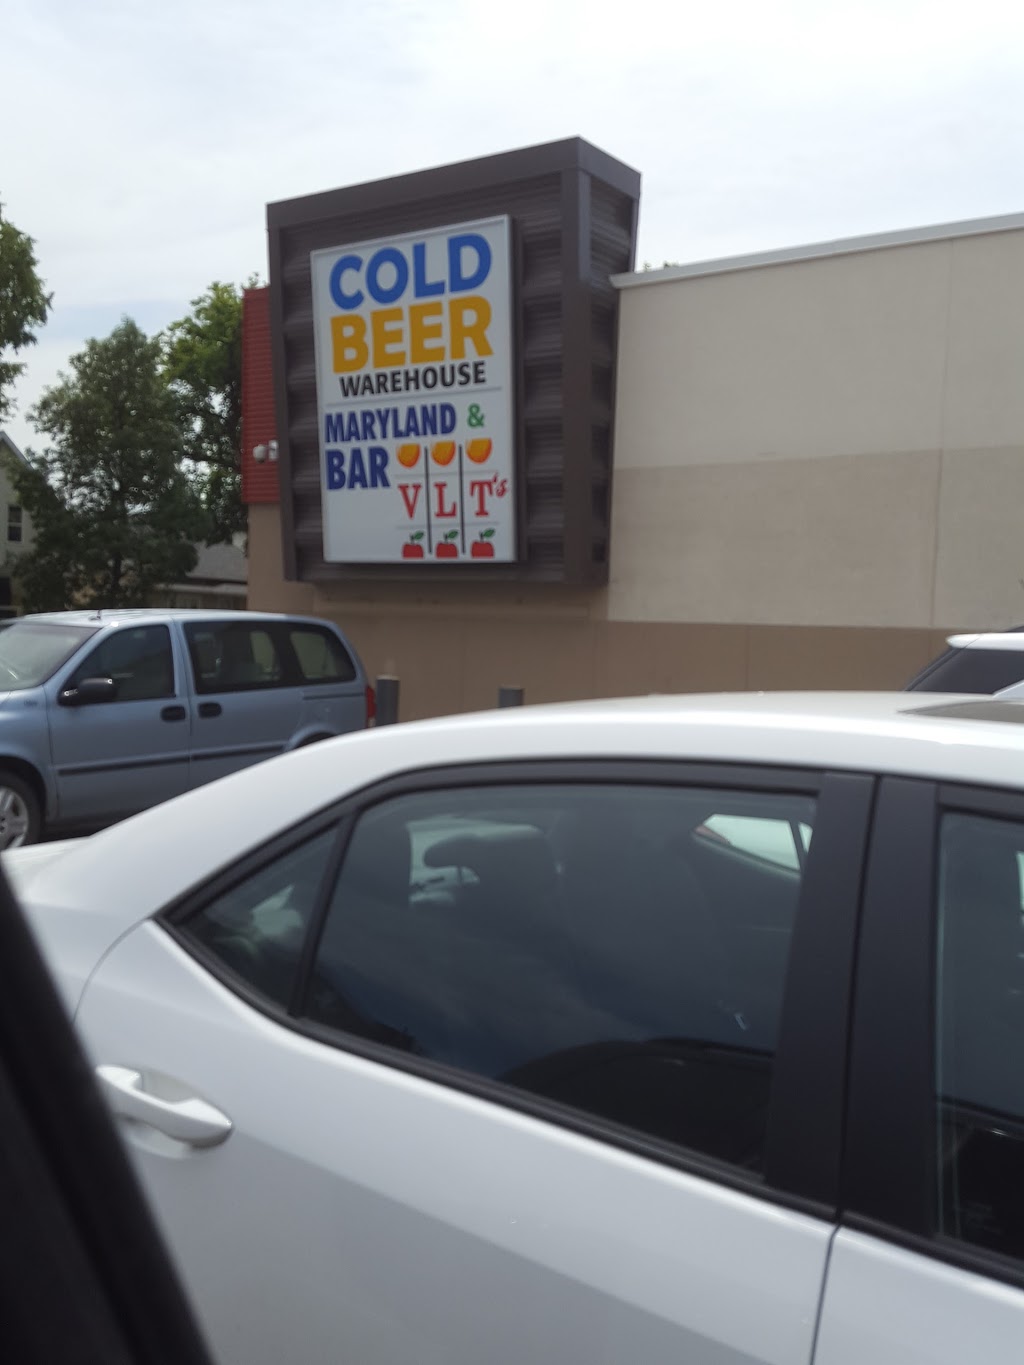 COLD
BEER
WAREHOUSE
MARYLAND &
BAR
VLT's